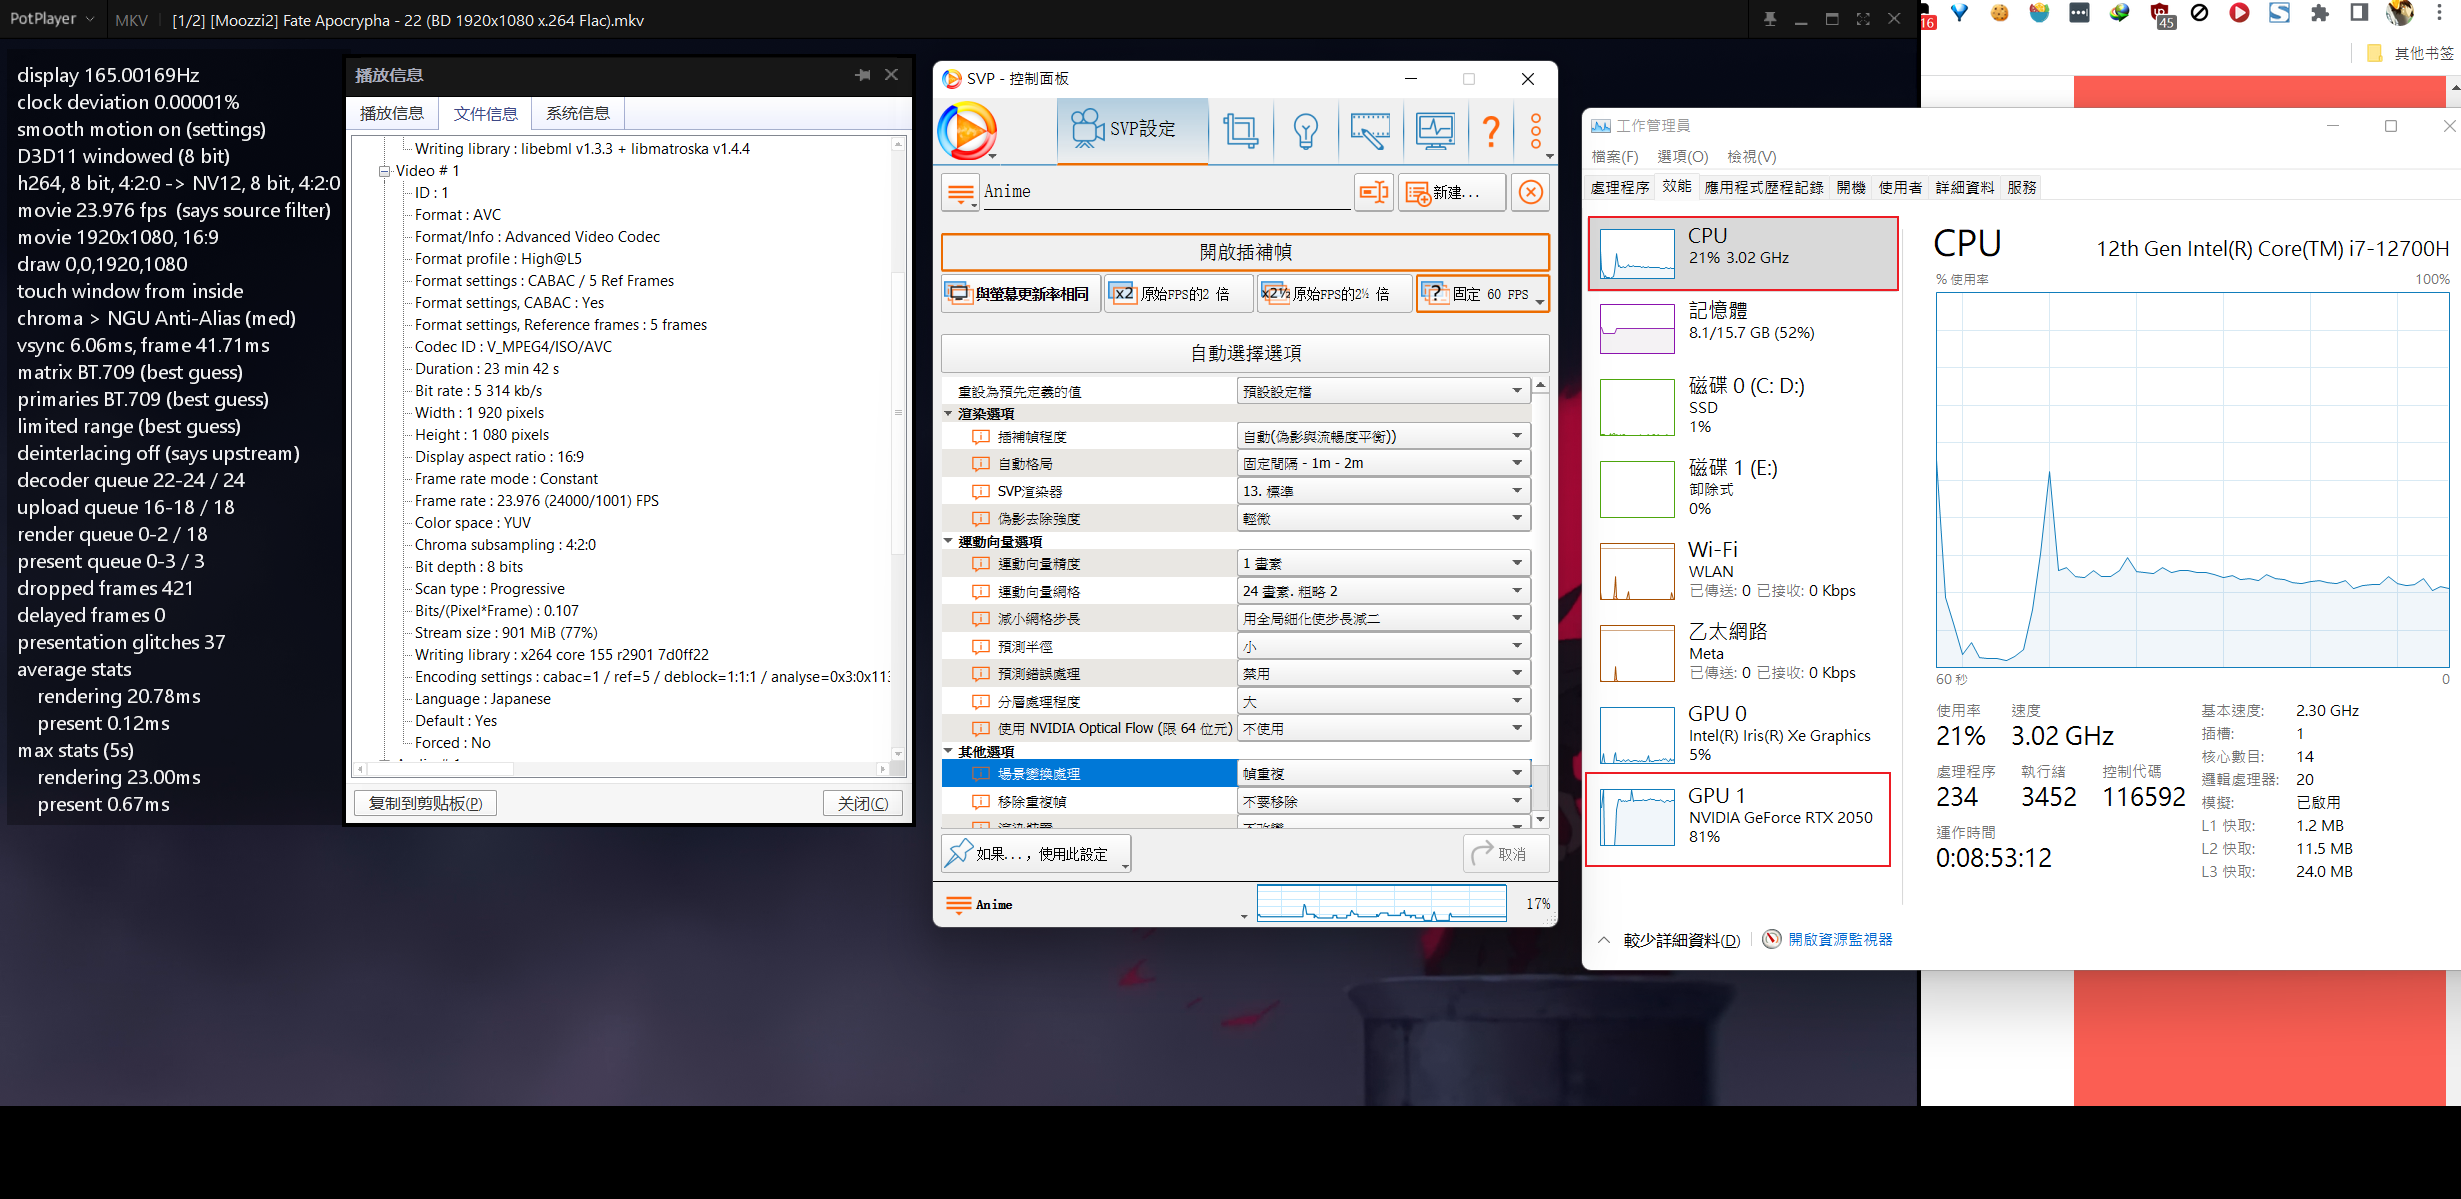 PotPlayer
MKV
[1/2] [Moozzi2] Fate Apocrypha - 22 (BD 1920x1080 x.264 Flac).mkv
display 165.00169Hz
clock deviation 0.00001%
smooth motion on (settings)
D3D11 windowed (8 bit)
h264, 8 bit, 4:2:0 -> NV12, 8 bit, 4:2:0
movie 23.976 fps  (says source filter)
movie 1920x1080, 16:9
draw 0,0,1920,1080
touch window from inside
chroma > NGU Anti-Alias (med)
vsync 6.06ms, frame 41.71ms
matrix BT.709 (best guess)
primaries BT.709 (best guess)
limited range (best guess)
deinterlacing off (says upstream)
decoder queue 22-24 / 24
upload queue 16-18 / 18
render queue 0-2 / 18
present queue 0-3 / 3
dropped frames 421
delayed frames 0
presentation glitches 37
average stats
rendering 20.78ms
present 0.12ms
max stats (5s)
rendering 23.00ms
present 0.67ms
播放信息
播放信息 文件信息 系统信息
Writing library : libebml v1.3.3 + libmatroska v1.4.4
Video # 1
ID : 1
Format : AVC
Format/Info : Advanced Video Codec
Format profile : High@L5
Format settings : CABAC / 5 Ref Frames
Format settings, CABAC : Yes
Format settings, Reference frames : 5 frames
Codec ID : V_MPEG4/ISO/AVC
Duration : 23 min 42 s
Bit rate : 5 314 kb/s
Width : 1 920 pixels
Height : 1 080 pixels
Display aspect ratio : 16:9
Frame rate mode : Constant
Frame rate : 23.976 (24000/1001) FPS
Color space : YUV
Chroma subsampling : 4:2:0
Bit depth : 8 bits
Scan type : Progressive
Bits/(Pixel*Frame) : 0.107
Stream size : 901 MiB (77%)
Writing library : x264 core 155 r2901 7d0ff22
Encoding settings : cabac=1 / ref=5 / deblock=1:1:1 / analyse=0x3:0x113
Language : Japanese
Default : Yes
Forced : No
复制到剪贴板(P)
关闭(C)
SVP - 控制面板
SVP設定
Anime
新建...
開啟插補幀
與螢幕更新率相同
x2 原始FPS的2 倍
x2½ 原始FPS的2½ 倍
固定 60 FPS
自動選擇選項
重設為預先定義的值 預設設定檔
渲染選項
插補幀程度 自動(偽影與流暢度平衡))
自動格局 固定間隔 - 1m - 2m
SVP渲染器 13. 標準
偽影去除強度 輕微
運動向量選項
運動向量精度 1 畫素
運動向量網格 24 畫素. 粗略 2
減小網格步長 用全局細化使步長減二
預測半徑 小
預測錯誤處理 禁用
分層處理程度 大
使用 NVIDIA Optical Flow (限 64 位元) 不使用
其他選項
場景變換處理 幀重複
移除重複幀 不要移除
如果...，使用此設定
取消
Anime
17%
16
45
其他书签
工作管理員
檔案(F) 選項(O) 檢視(V)
處理程序 效能 應用程式歷程記錄 開機 使用者 詳細資料 服務
CPU
21% 3.02 GHz
記憶體
8.1/15.7 GB (52%)
磁碟 0 (C: D:)
SSD
1%
磁碟 1 (E:)
卸除式
0%
Wi-Fi
WLAN
已傳送: 0 已接收: 0 Kbps
乙太網路
Meta
已傳送: 0 已接收: 0 Kbps
GPU 0
Intel(R) Iris(R) Xe Graphics
5%
GPU 1
NVIDIA GeForce RTX 2050
81%
CPU
12th Gen Intel(R) Core(TM) i7-12700H
% 使用率 100%
60 秒 0
使用率 速度
21% 3.02 GHz
處理程序 執行緒 控制代碼
234 3452 116592
運作時間
0:08:53:12
基本速度: 2.30 GHz
插槽: 1
核心數目: 14
邏輯處理器: 20
模擬: 已啟用
L1 快取: 1.2 MB
L2 快取: 11.5 MB
L3 快取: 24.0 MB
較少詳細資料(D)
開啟資源監視器